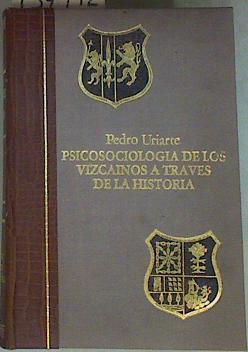 Pedro Uriarte
PSICOSOCIOLOGIA DE LOS
VIZCAINOS A TRAVES
DE LA HISTORIA